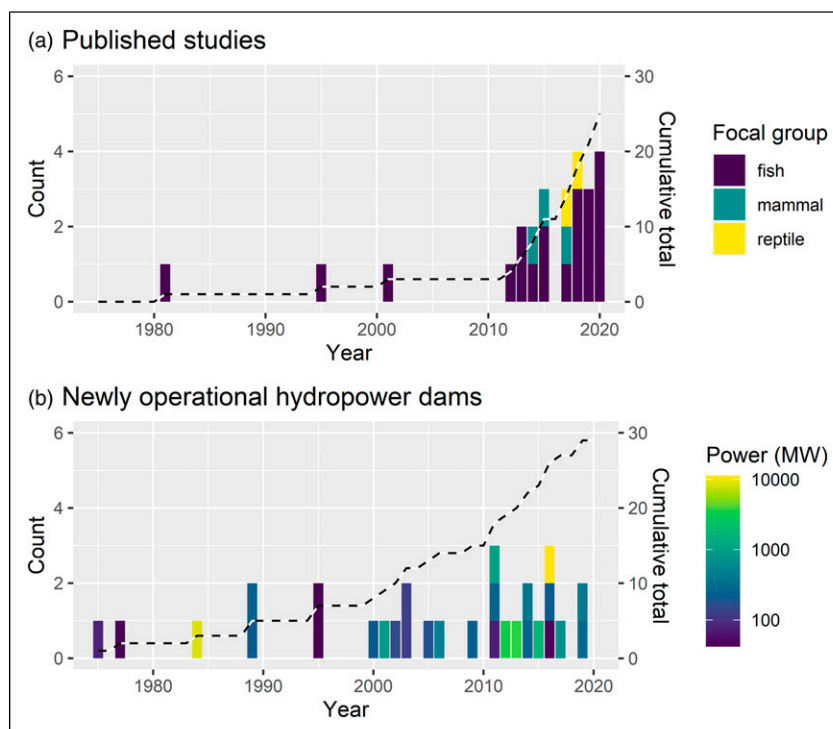 (a) Published studies
6
4
2
0
Count
30
20
10
0
Cumulative total
1980 1990 2000 2010 2020
Year
Focal group
fish
mammal
reptile
(b) Newly operational hydropower dams
6
4
2
0
Count
30
20
10
0
Cumulative total
1980 1990 2000 2010 2020
Year
Power (MW)
10000
1000
100